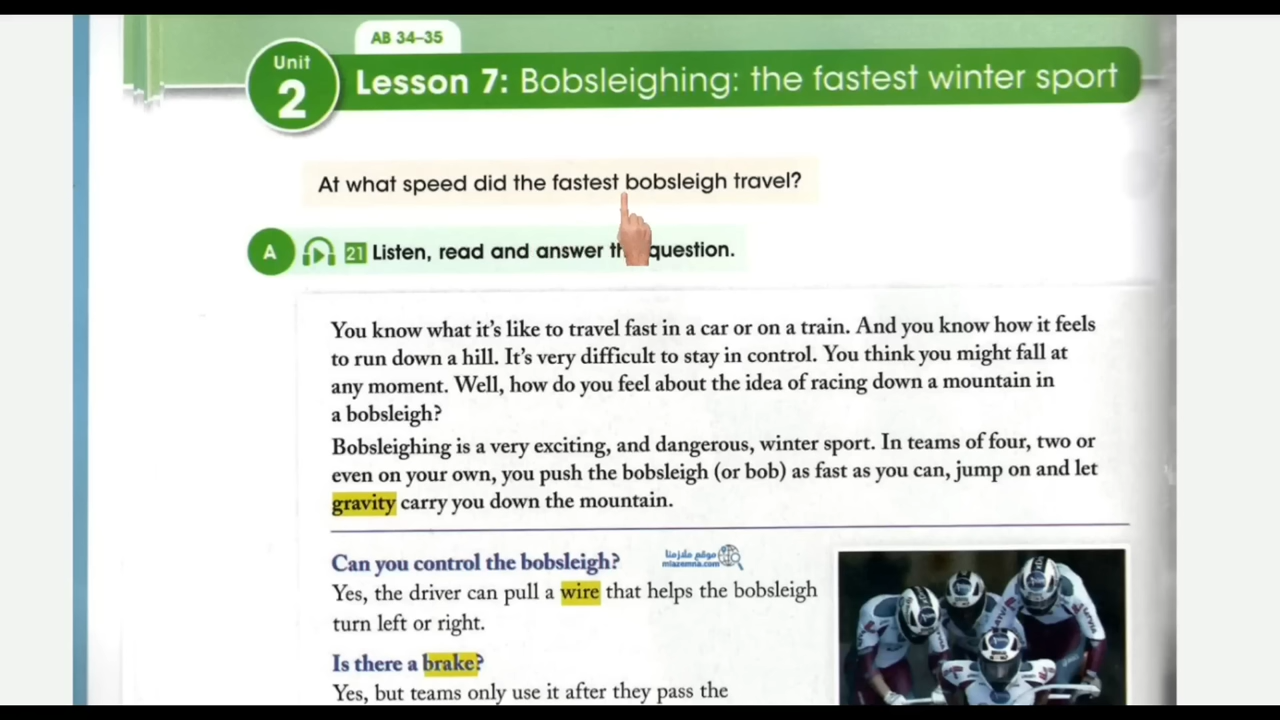 AB 34–35
Unit
2
Lesson 7: Bobsleighing: the fastest winter sport
At what speed did the fastest bobsleigh travel?
A
21 Listen, read and answer th question.
You know what it's like to travel fast in a car or on a train. And you know how it feels
to run down a hill. It's very difficult to stay in control. You think you might fall at
any moment. Well, how do you feel about the idea of racing down a mountain in
a bobsleigh?
Bobsleighing is a very exciting, and dangerous, winter sport. In teams of four, two or
even on your own, you push the bobsleigh (or bob) as fast as you can, jump on and let
gravity carry you down the mountain.
Can you control the bobsleigh?
موقع ملازمنا
mlazemna.com
Yes, the driver can pull a wire that helps the bobsleigh
turn left or right.
Is there a brake?
Yes, but teams only use it after they pass the